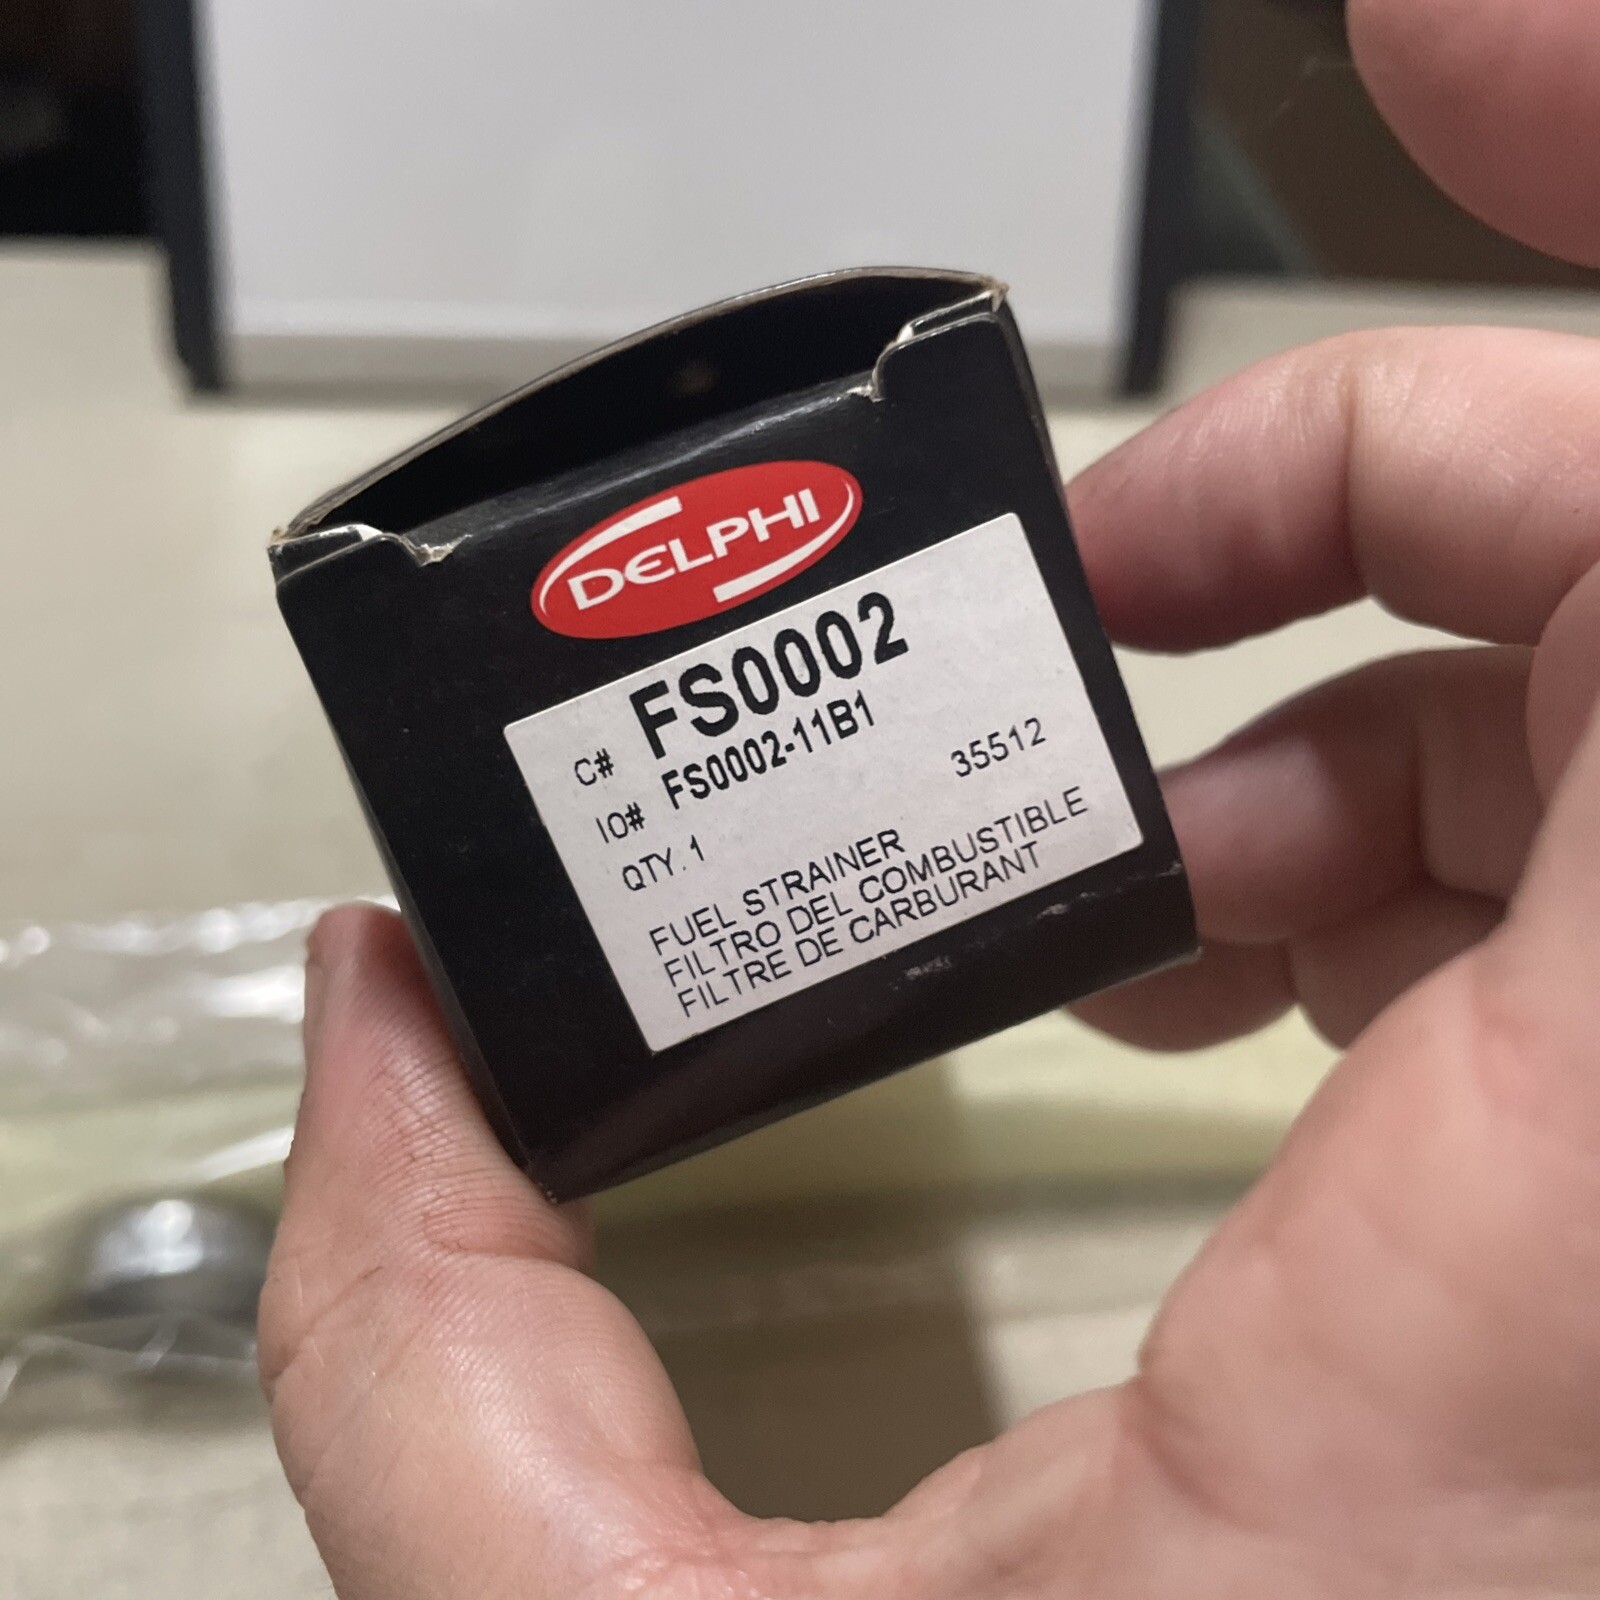 DELPHI
C# FS0002
IO# FS0002-11B1
QTY. 1 35512
FUEL STRAINER
FILTRO DEL COMBUSTIBLE
FILTRE DE CARBURANT